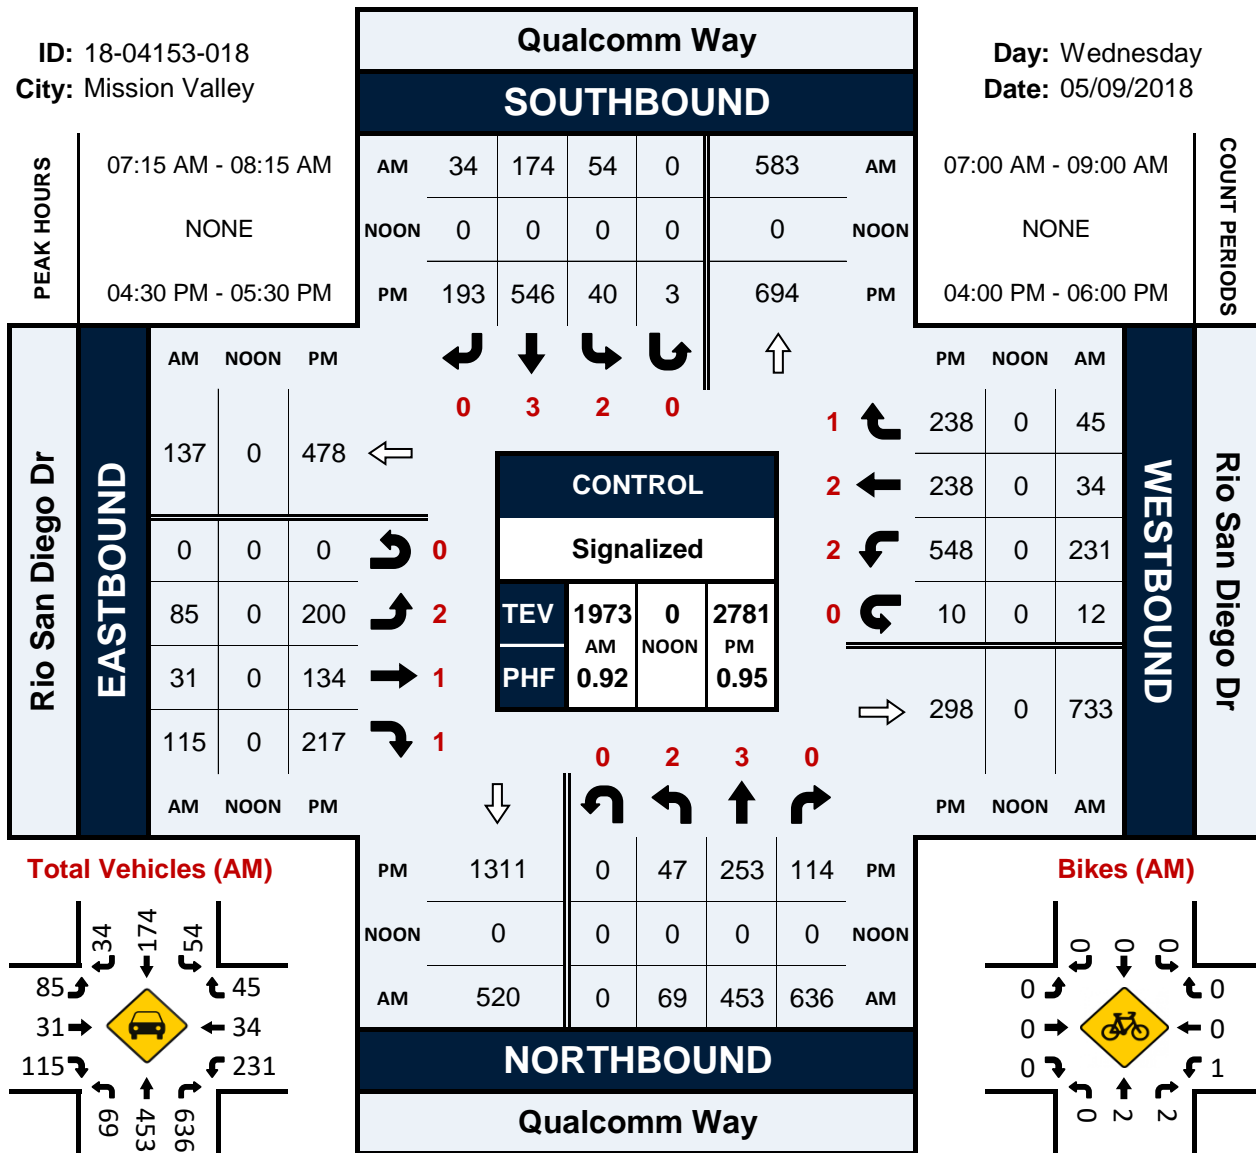 ID: 18-04153-018
City: Mission Valley
Qualcomm Way
SOUTHBOUND
Day: Wednesday
Date: 05/09/2018
PEAK HOURS
07:15 AM - 08:15 AM
NONE
04:30 PM - 05:30 PM
AM 34 174 54 0 583 AM
NOON 0 0 0 0 0 NOON
PM 193 546 40 3 694 PM
07:00 AM - 09:00 AM
NONE
04:00 PM - 06:00 PM
COUNT PERIODS
0 3 2 0
Rio San Diego Dr
EASTBOUND
AM NOON PM
137 0 478
0 0 0 0
85 0 200 2
31 0 134 1
115 0 217 1
AM NOON PM
CONTROL
Signalized
TEV 1973 0 2781
AM NOON PM
PHF 0.92 0.95
PM NOON AM
1 238 0 45
2 238 0 34
2 548 0 231
0 10 0 12
298 0 733
PM NOON AM
WESTBOUND
Rio San Diego Dr
0 2 3 0
PM 1311 0 47 253 114 PM
NOON 0 0 0 0 0 NOON
AM 520 0 69 453 636 AM
NORTHBOUND
Qualcomm Way
Total Vehicles (AM)
34 174 54
85 45
31 34
115 231
69 453 636
Bikes (AM)
0 0 0
0 0
0 0
0 1
0 2 2